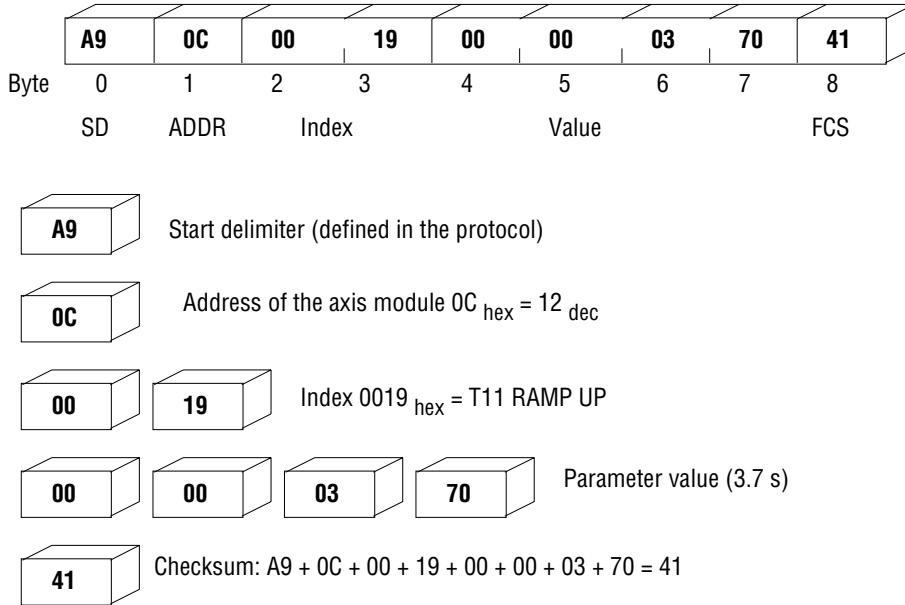 A9 0C 00 19 00 00 03 70 41
Byte 0 1 2 3 4 5 6 7 8
SD ADDR Index Value FCS
A9 Start delimiter (defined in the protocol)
0C Address of the axis module 0C hex = 12 dec
00 19 Index 0019 hex = T11 RAMP UP
00 00 03 70 Parameter value (3.7 s)
41 Checksum: A9 + 0C + 00 + 19 + 00 + 00 + 03 + 70 = 41